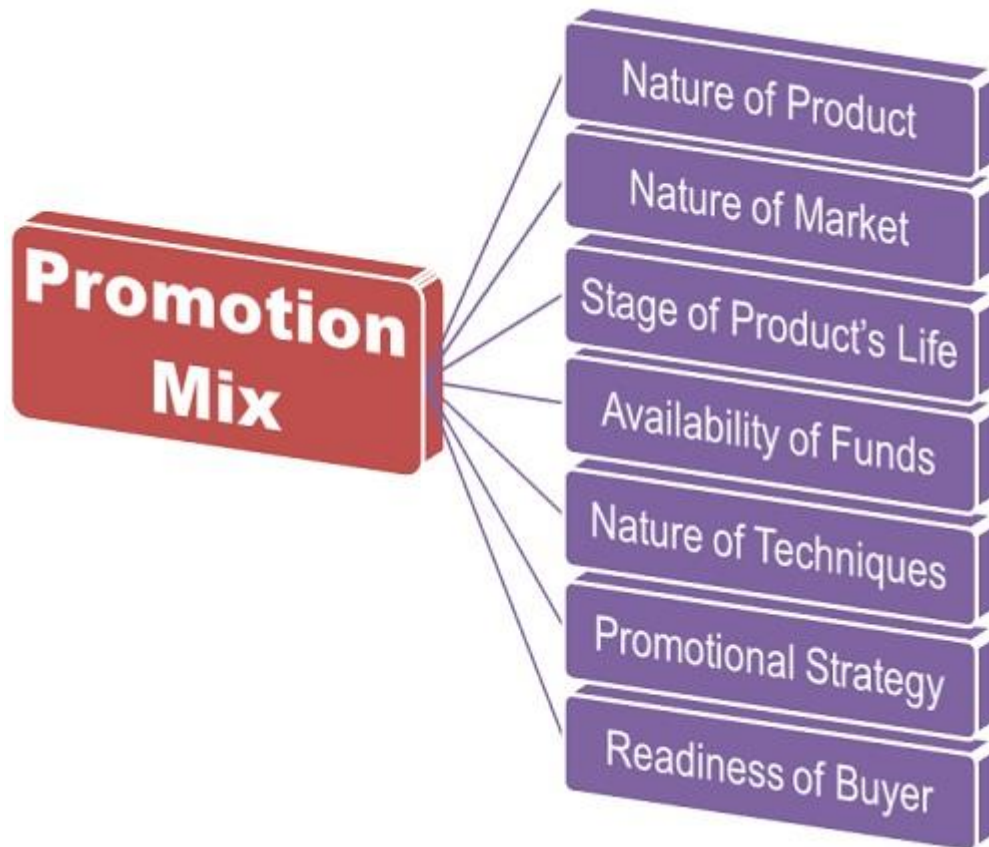 Promotion
Mix
Nature of Product
Nature of Market
Stage of Product’s Life
Availability of Funds
Nature of Techniques
Promotional Strategy
Readiness of Buyer